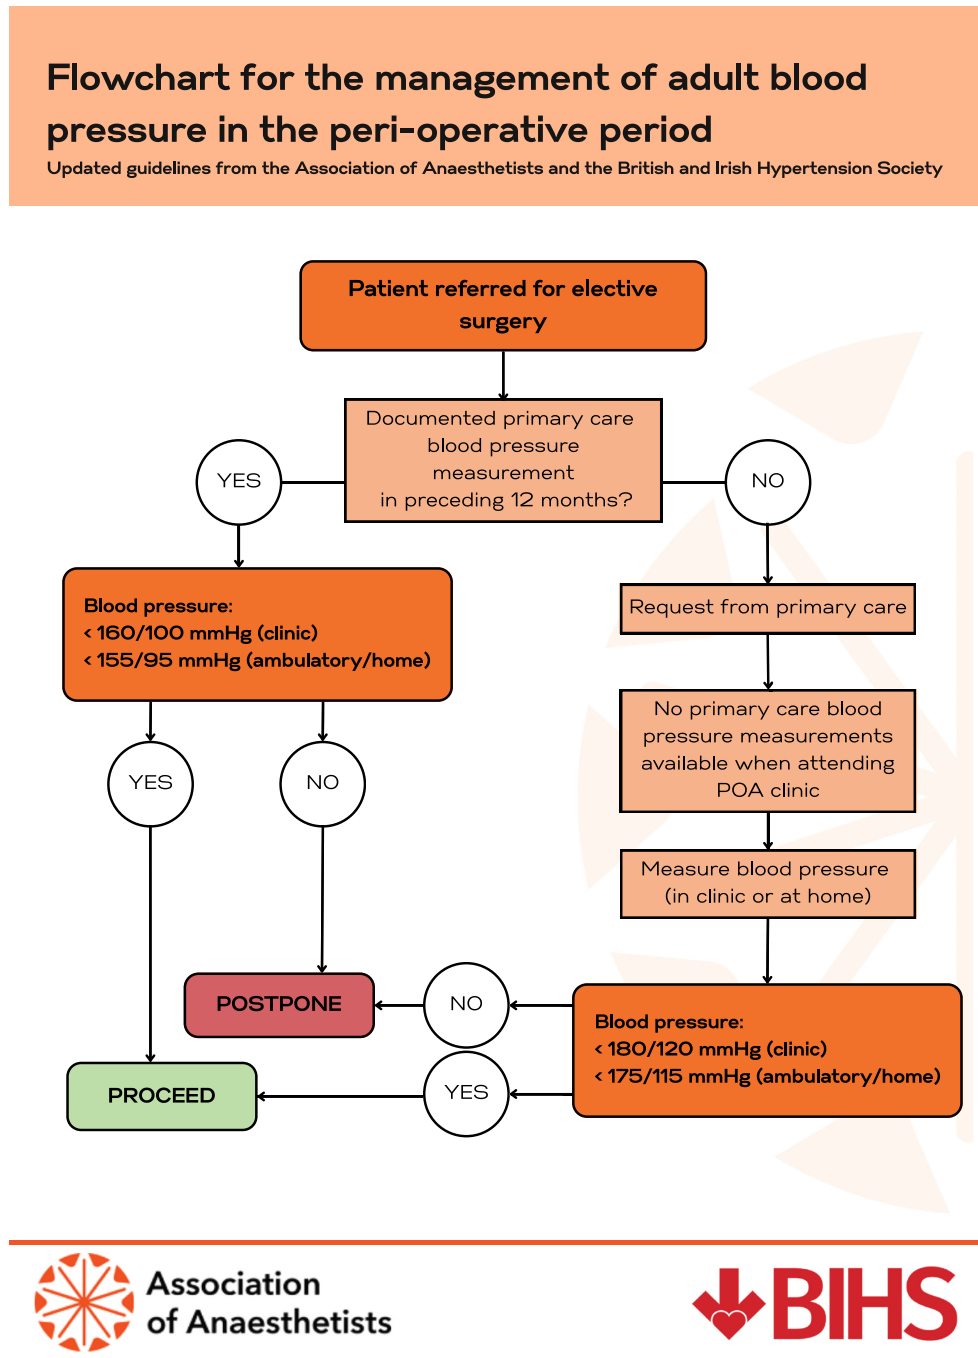 Flowchart for the management of adult blood
pressure in the peri-operative period
Updated guidelines from the Association of Anaesthetists and the British and Irish Hypertension Society
Patient referred for elective
surgery
Documented primary care
blood pressure
measurement
in preceding 12 months?
YES
NO
Blood pressure:
< 160/100 mmHg (clinic)
< 155/95 mmHg (ambulatory/home)
Request from primary care
No primary care blood
pressure measurements
available when attending
POA clinic
YES
NO
Measure blood pressure
(in clinic or at home)
POSTPONE
NO
Blood pressure:
< 180/120 mmHg (clinic)
< 175/115 mmHg (ambulatory/home)
PROCEED
YES
Association
of Anaesthetists
BIHS